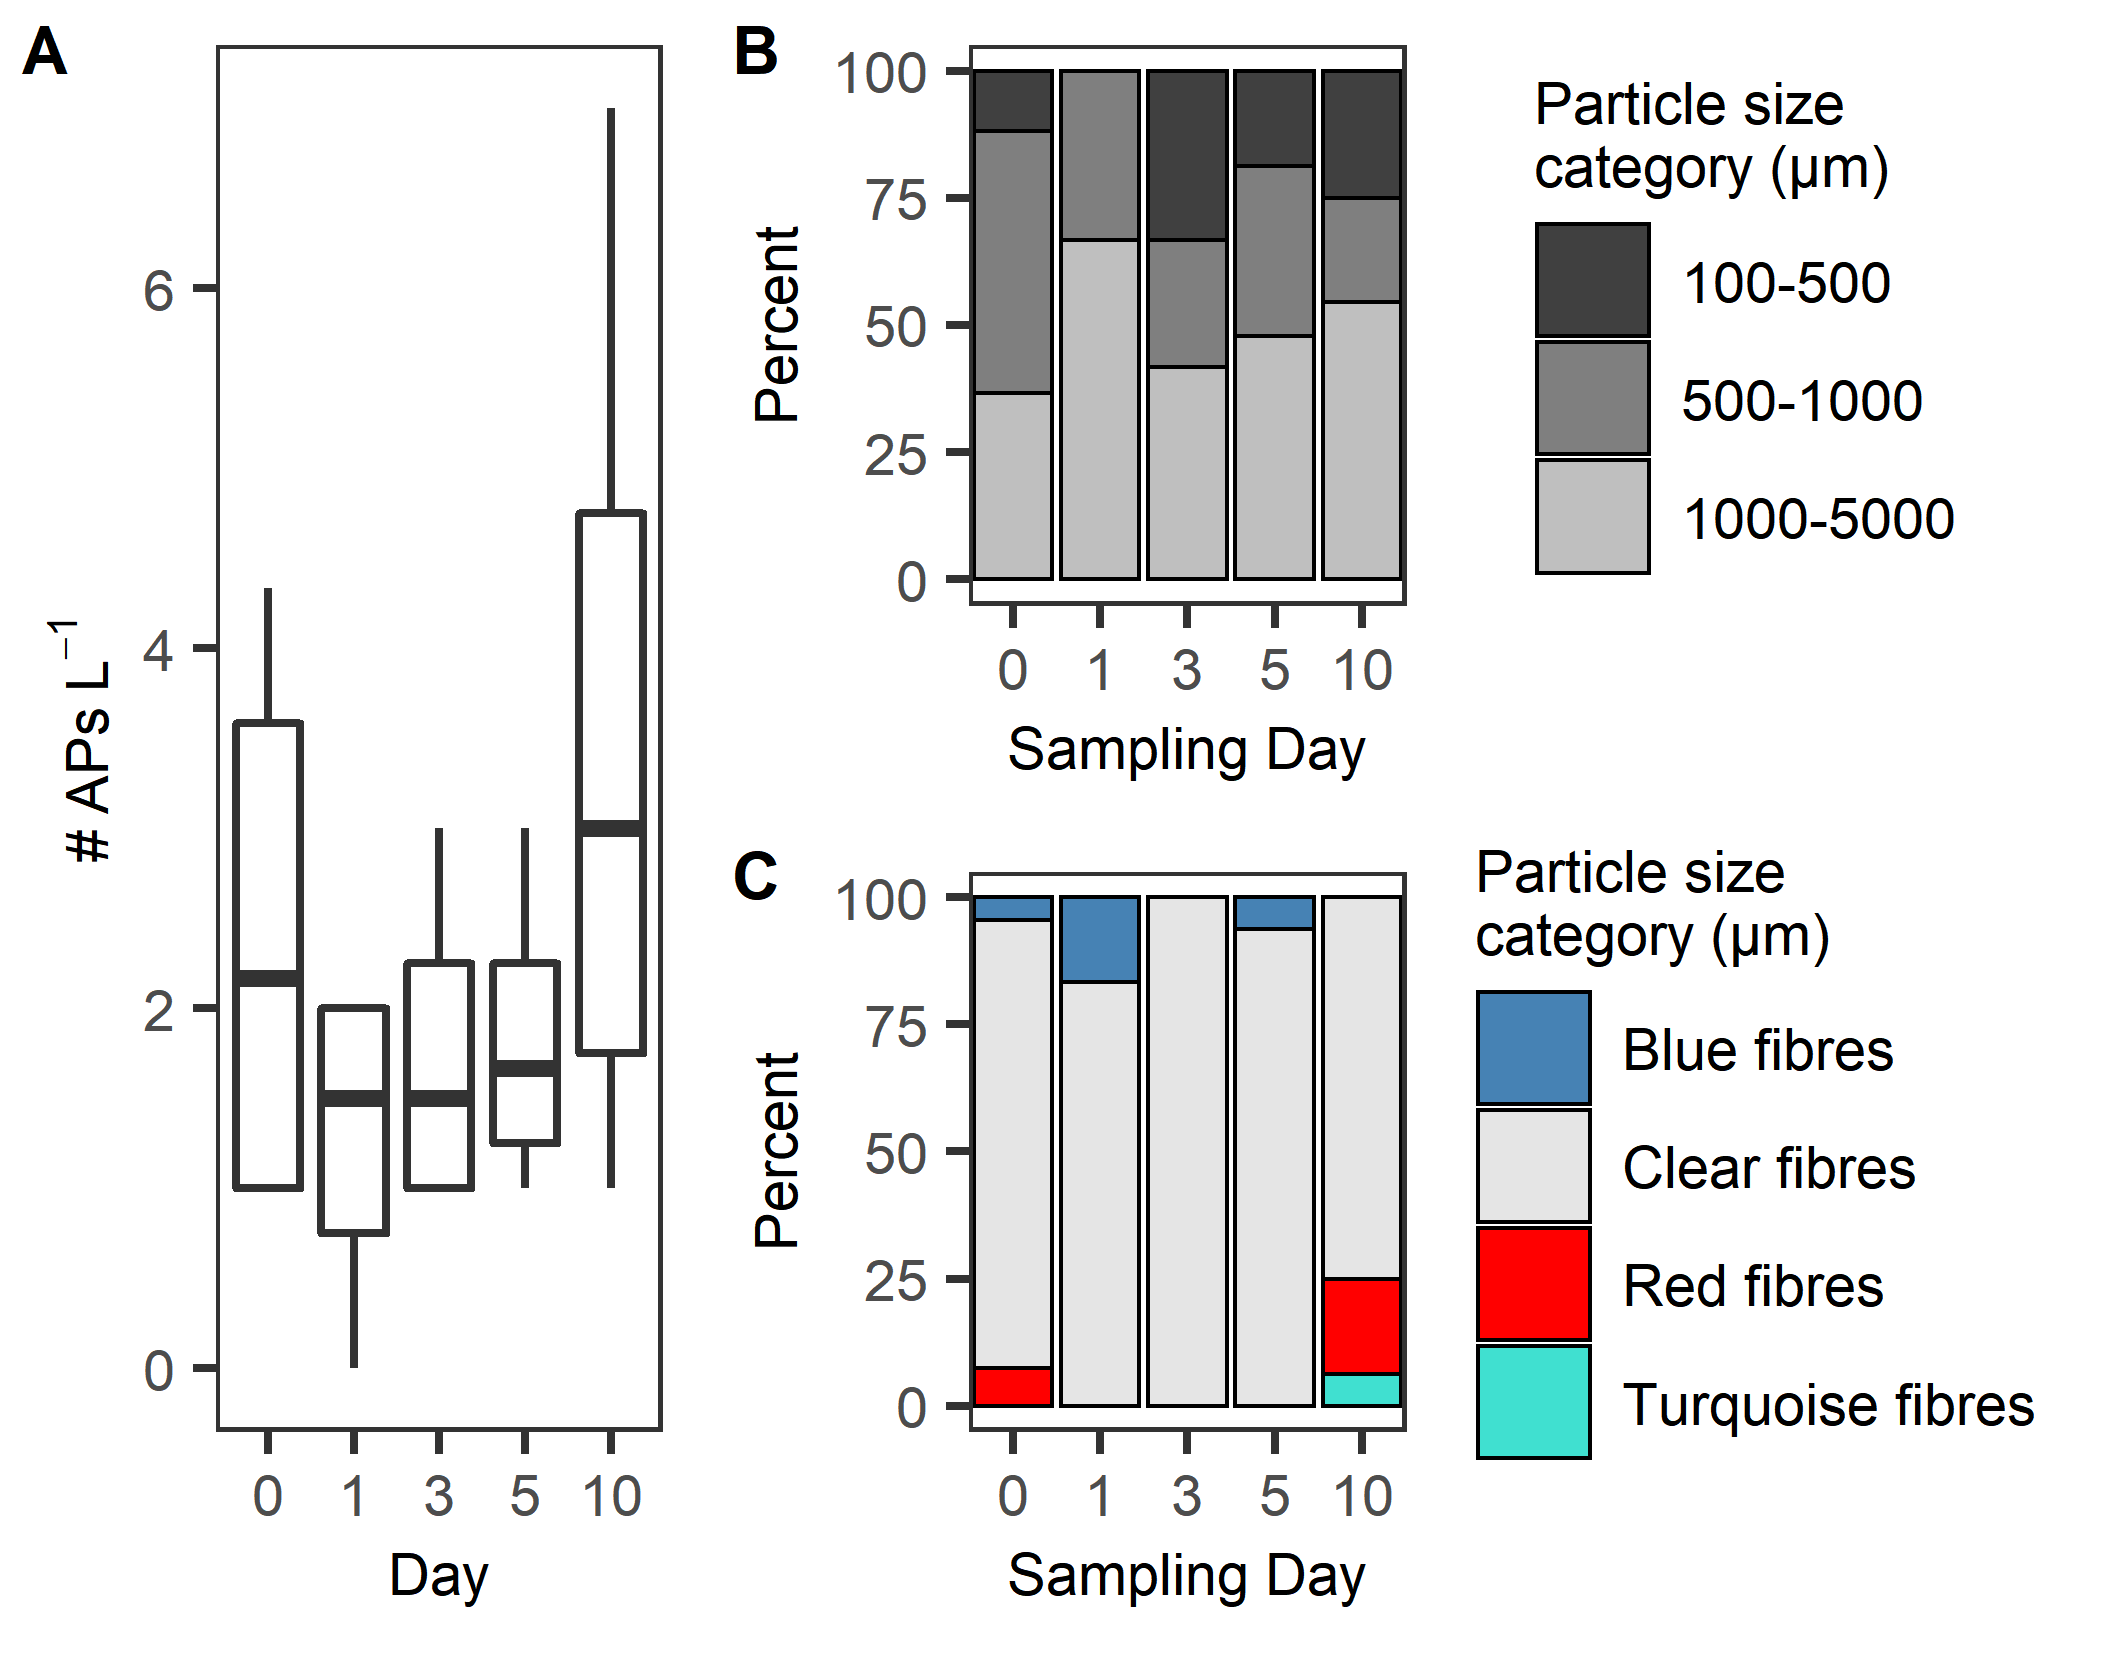 A
# APs L⁻¹
6
4
2
0
0 1 3 5 10
Day
B
Percent
100
75
50
25
0
0 1 3 5 10
Sampling Day
Particle size
category (µm)
100-500
500-1000
1000-5000
C
Percent
100
75
50
25
0
0 1 3 5 10
Sampling Day
Particle size
category (µm)
Blue fibres
Clear fibres
Red fibres
Turquoise fibres